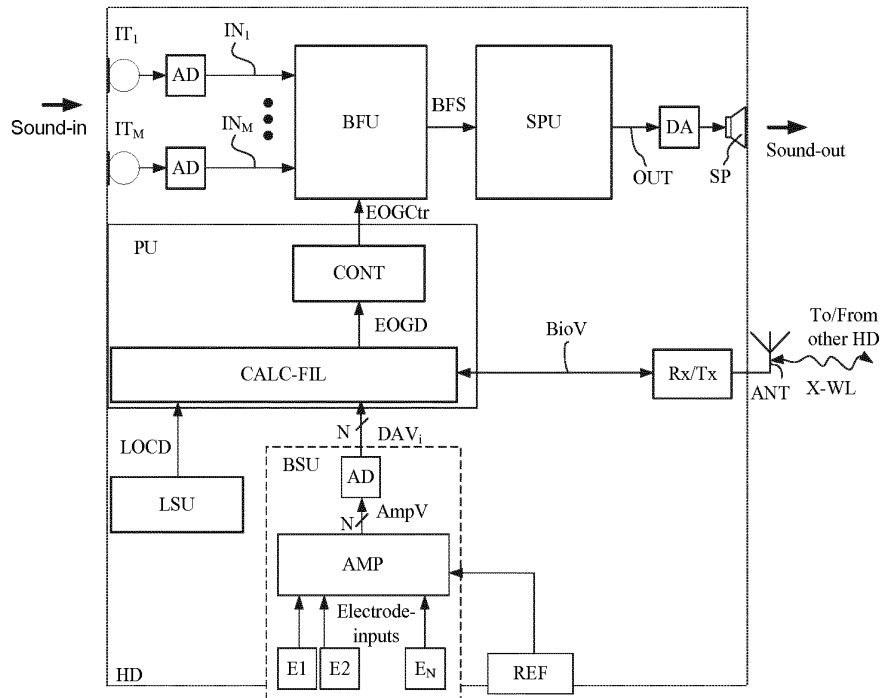 IT1
IN1
AD
Sound-in
ITM
INM
AD
BFU
BFS
SPU
DA
OUT
SP
Sound-out
EOGCtr
PU
CONT
EOGD
CALC-FIL
BioV
Rx/Tx
ANT
To/From
other HD
X-WL
LOCD
LSU
N
DAVi
BSU
AD
N
AmpV
AMP
Electrode-
inputs
E1
E2
EN
REF
HD